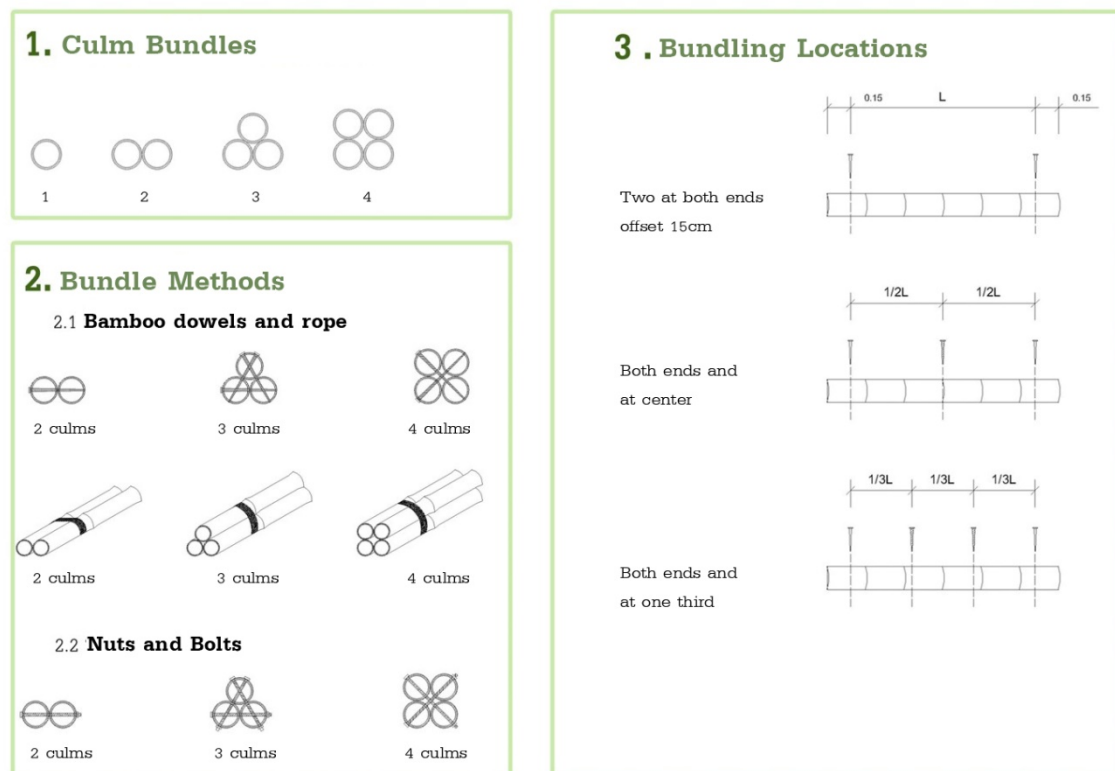 1. Culm Bundles
1 2 3 4
2. Bundle Methods
2.1 Bamboo dowels and rope
2 culms 3 culms 4 culms
2 culms 3 culms 4 culms
2.2 Nuts and Bolts
2 culms 3 culms 4 culms
3 . Bundling Locations
0.15 L 0.15
Two at both ends
offset 15cm
1/2L 1/2L
Both ends and
at center
1/3L 1/3L 1/3L
Both ends and
at one third